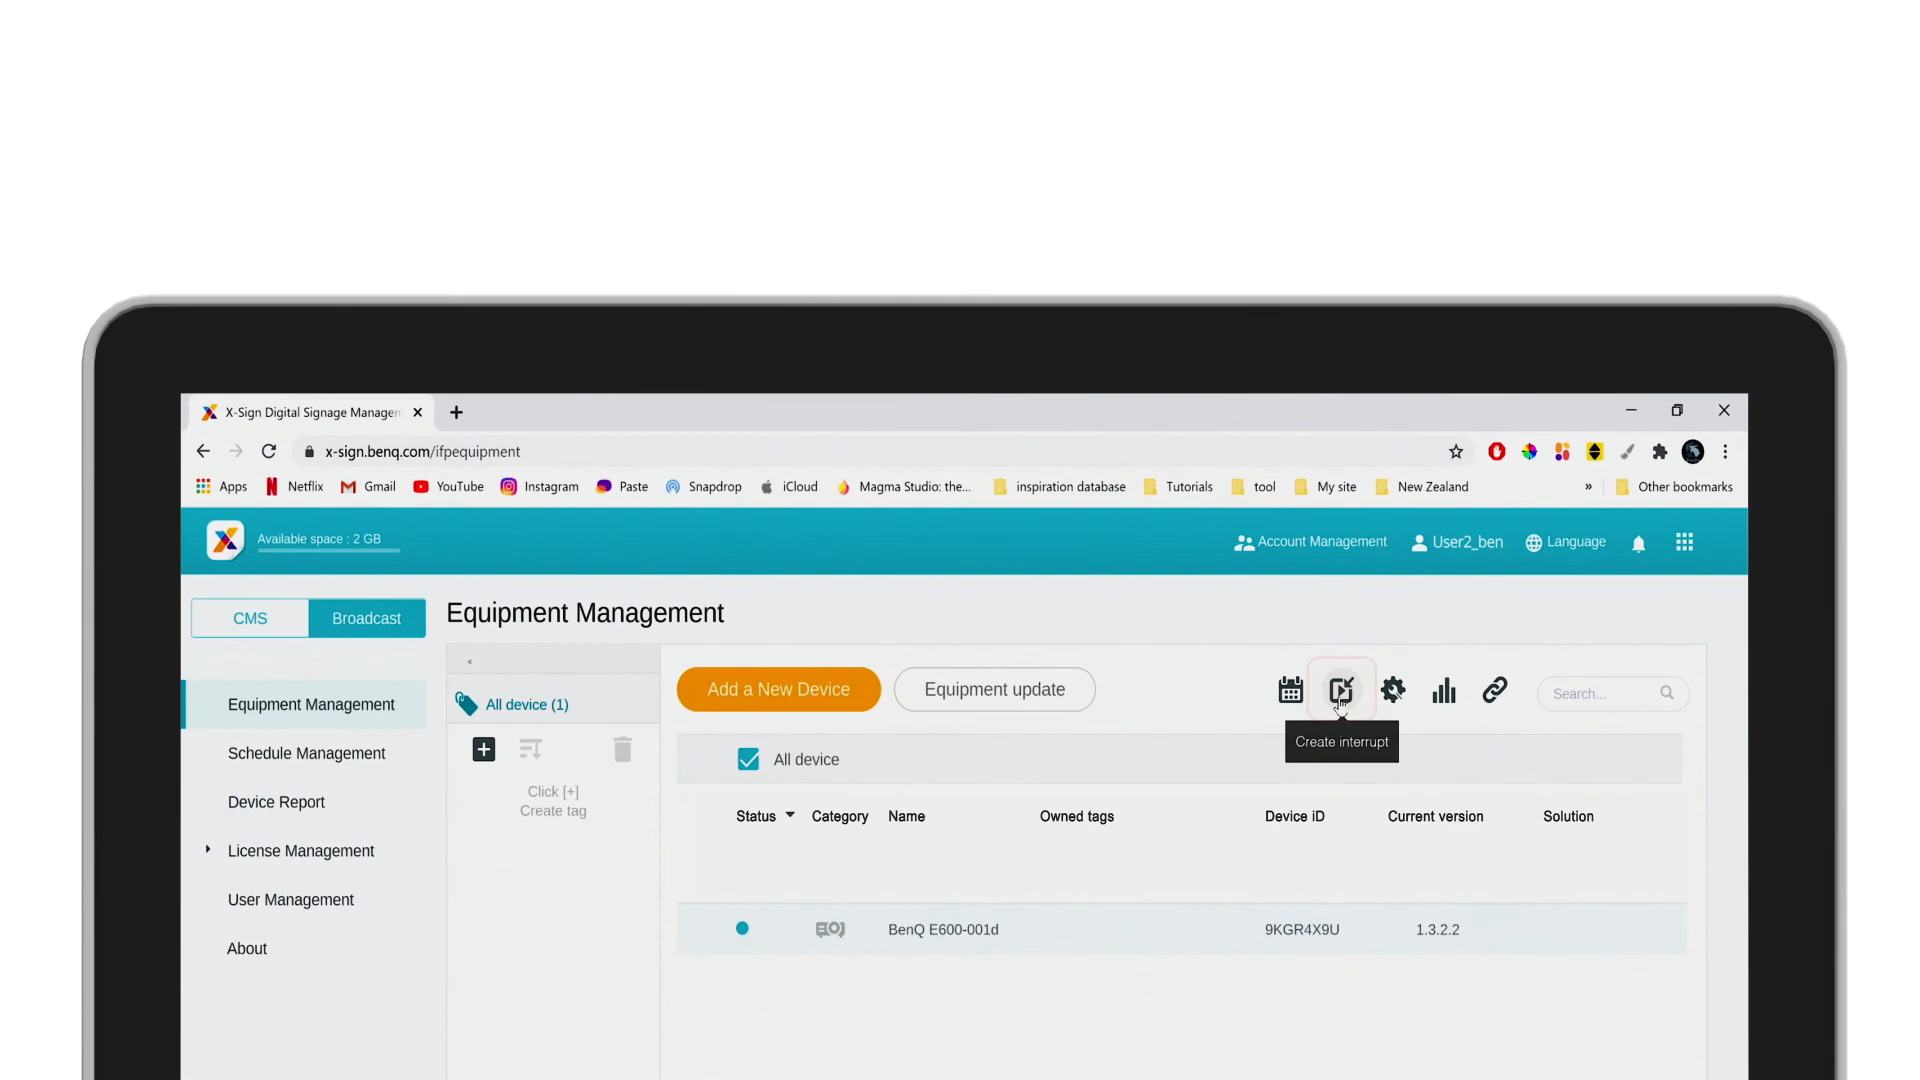 X-Sign Digital Signage Managem
x-sign.benq.com/ifpequipment
Apps Netflix Gmail YouTube Instagram Paste Snapdrop iCloud Magma Studio: the... inspiration database Tutorials tool My site New Zealand » Other bookmarks
Available space : 2 GB Account Management User2_ben Language
CMS Broadcast
Equipment Management
Schedule Management
Device Report
License Management
User Management
About
Equipment Management
«
All device (1)
Click [+]
Create tag
Add a New Device Equipment update Search...
Create interrupt
All device
Status Category Name Owned tags Device ID Current version Solution
BenQ E600-001d 9KGR4X9U 1.3.2.2